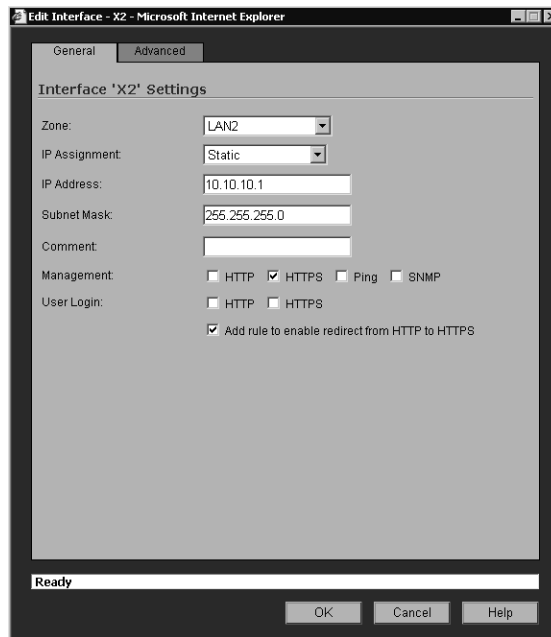 Edit Interface - X2 - Microsoft Internet Explorer
General Advanced
Interface 'X2' Settings
Zone: LAN2
IP Assignment: Static
IP Address: 10.10.10.1
Subnet Mask: 255.255.255.0
Comment:
Management: HTTP HTTPS Ping SNMP
User Login: HTTP HTTPS
Add rule to enable redirect from HTTP to HTTPS
Ready
OK Cancel Help